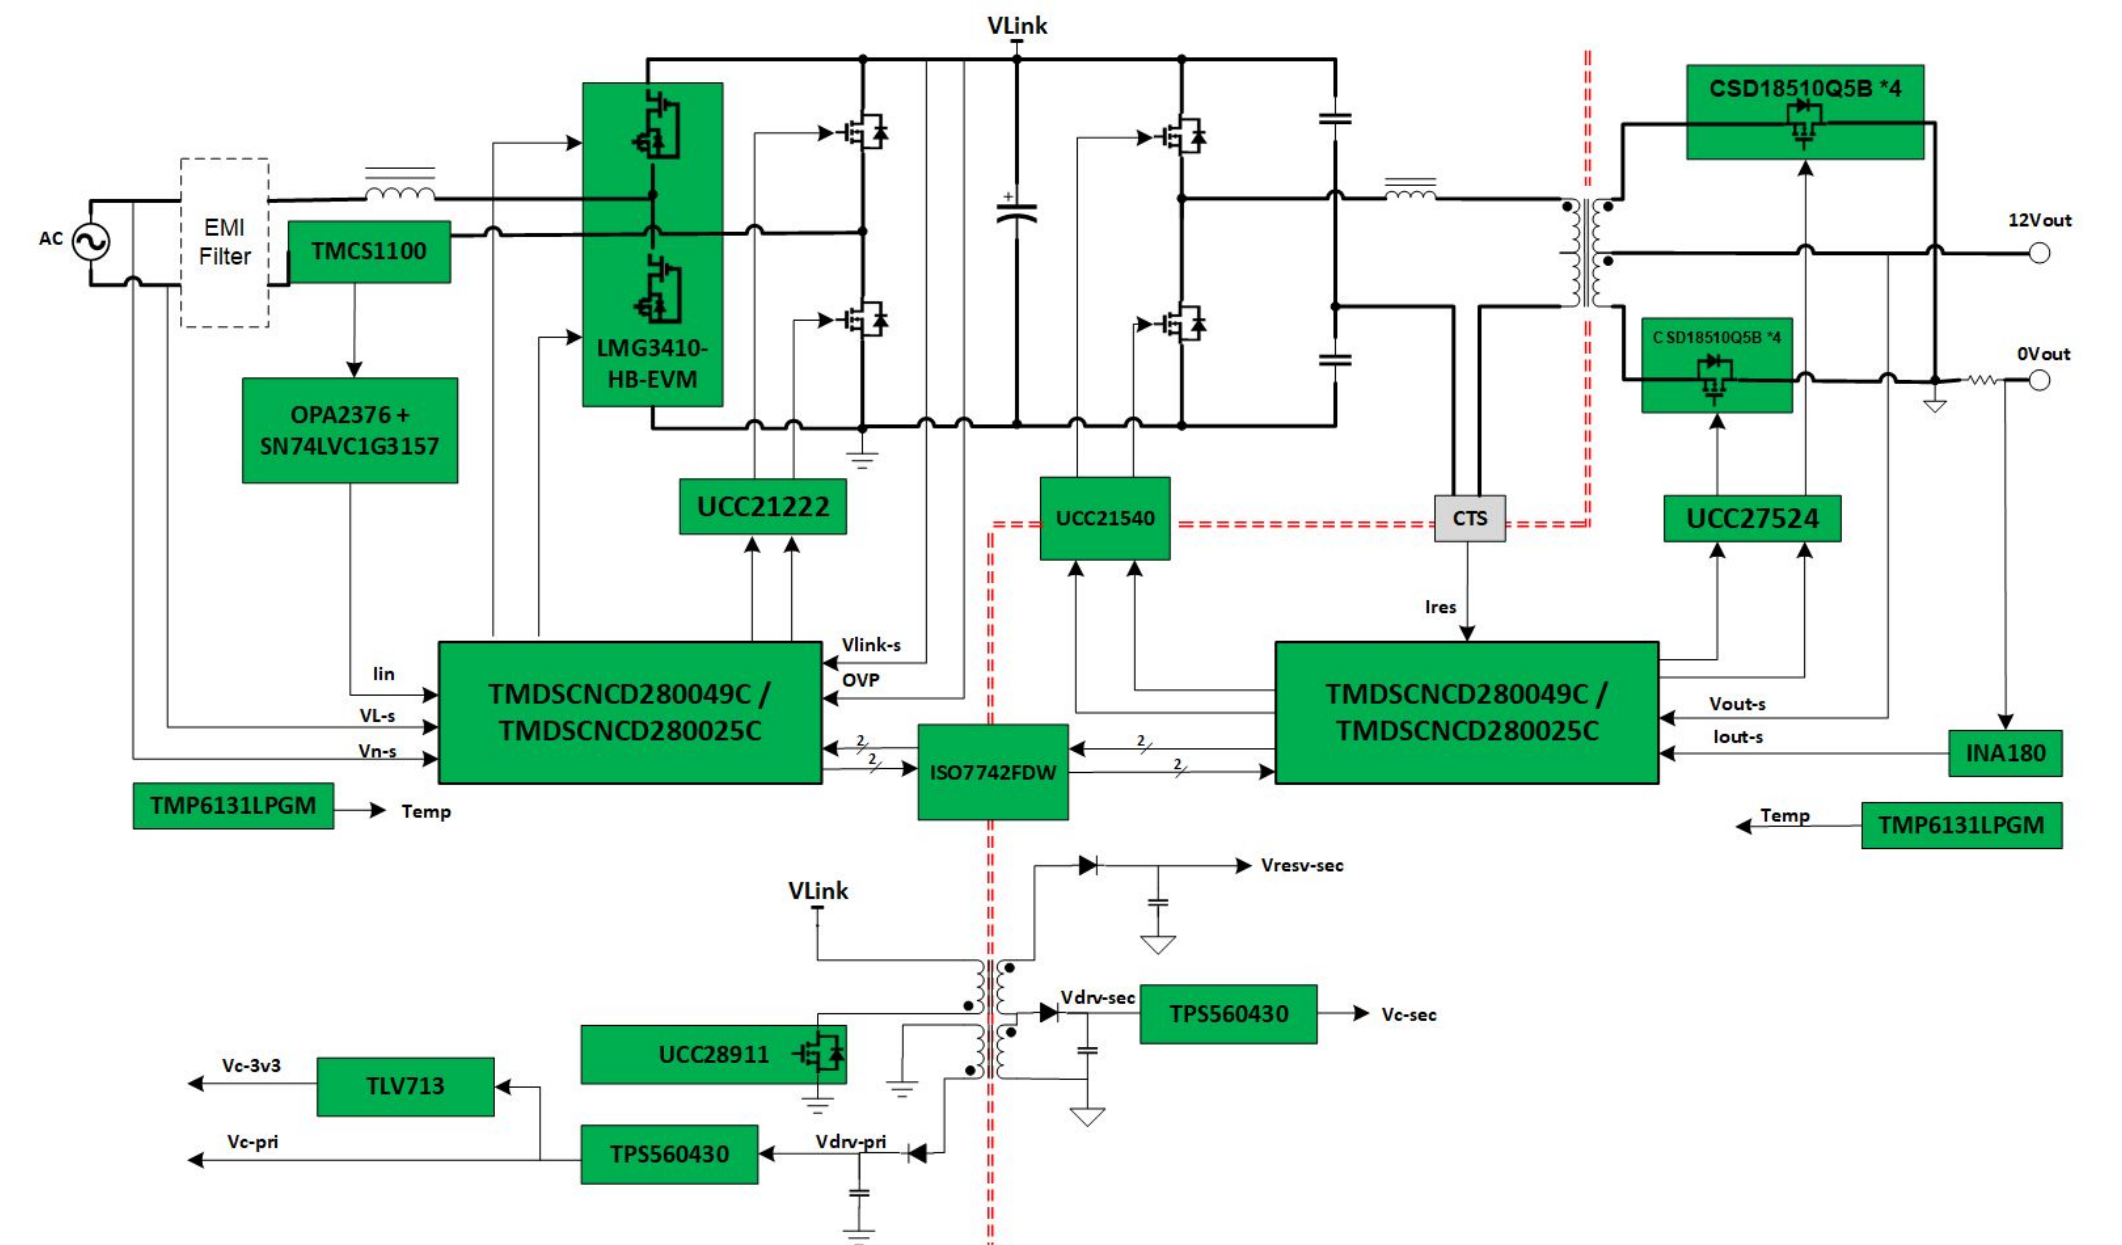 VLink
CSD18510Q5B *4
AC
EMI
Filter
TMCS1100
+
12Vout
LMG3410-
HB-EVM
CSD18510Q5B *4
0Vout
OPA2376 +
SN74LVC1G3157
UCC21222
UCC21540
CTS
UCC27524
Ires
Iin
VL-s
Vn-s
TMDSCNCD280049C /
TMDSCNCD280025C
Vlink-s
OVP
2
2
ISO7742FDW
2
2
TMDSCNCD280049C /
TMDSCNCD280025C
Vout-s
Iout-s
INA180
TMP6131LPGM
Temp
Temp
TMP6131LPGM
VLink
Vresv-sec
Vdrv-sec
TPS560430
Vc-sec
UCC28911
Vc-3v3
TLV713
Vc-pri
TPS560430
Vdrv-pri